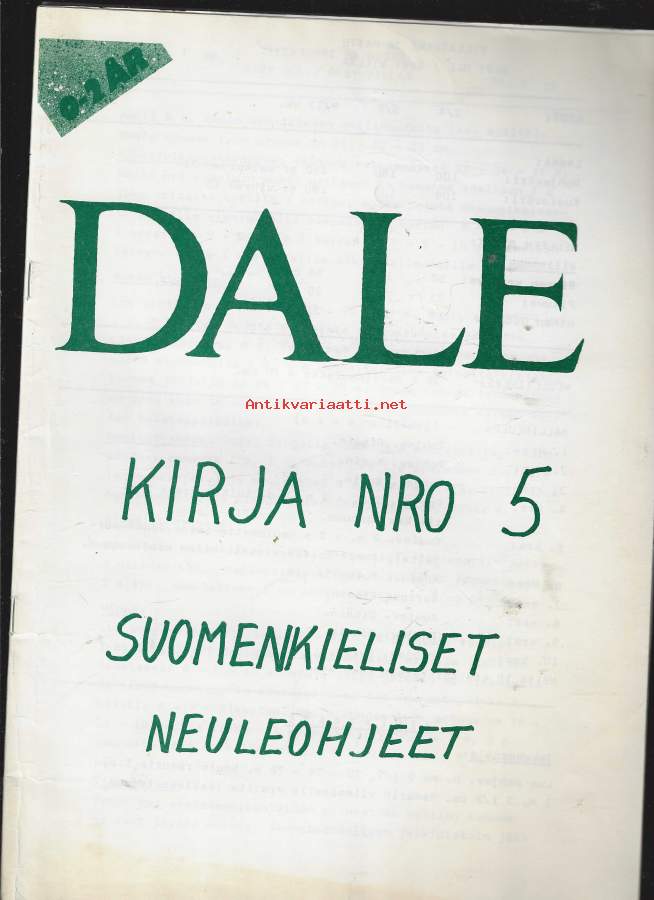 0-2 ÅR
DALE
Antikvariaatti.net
KIRJA NRO 5
SUOMENKIELISET
NEULEOHJEET